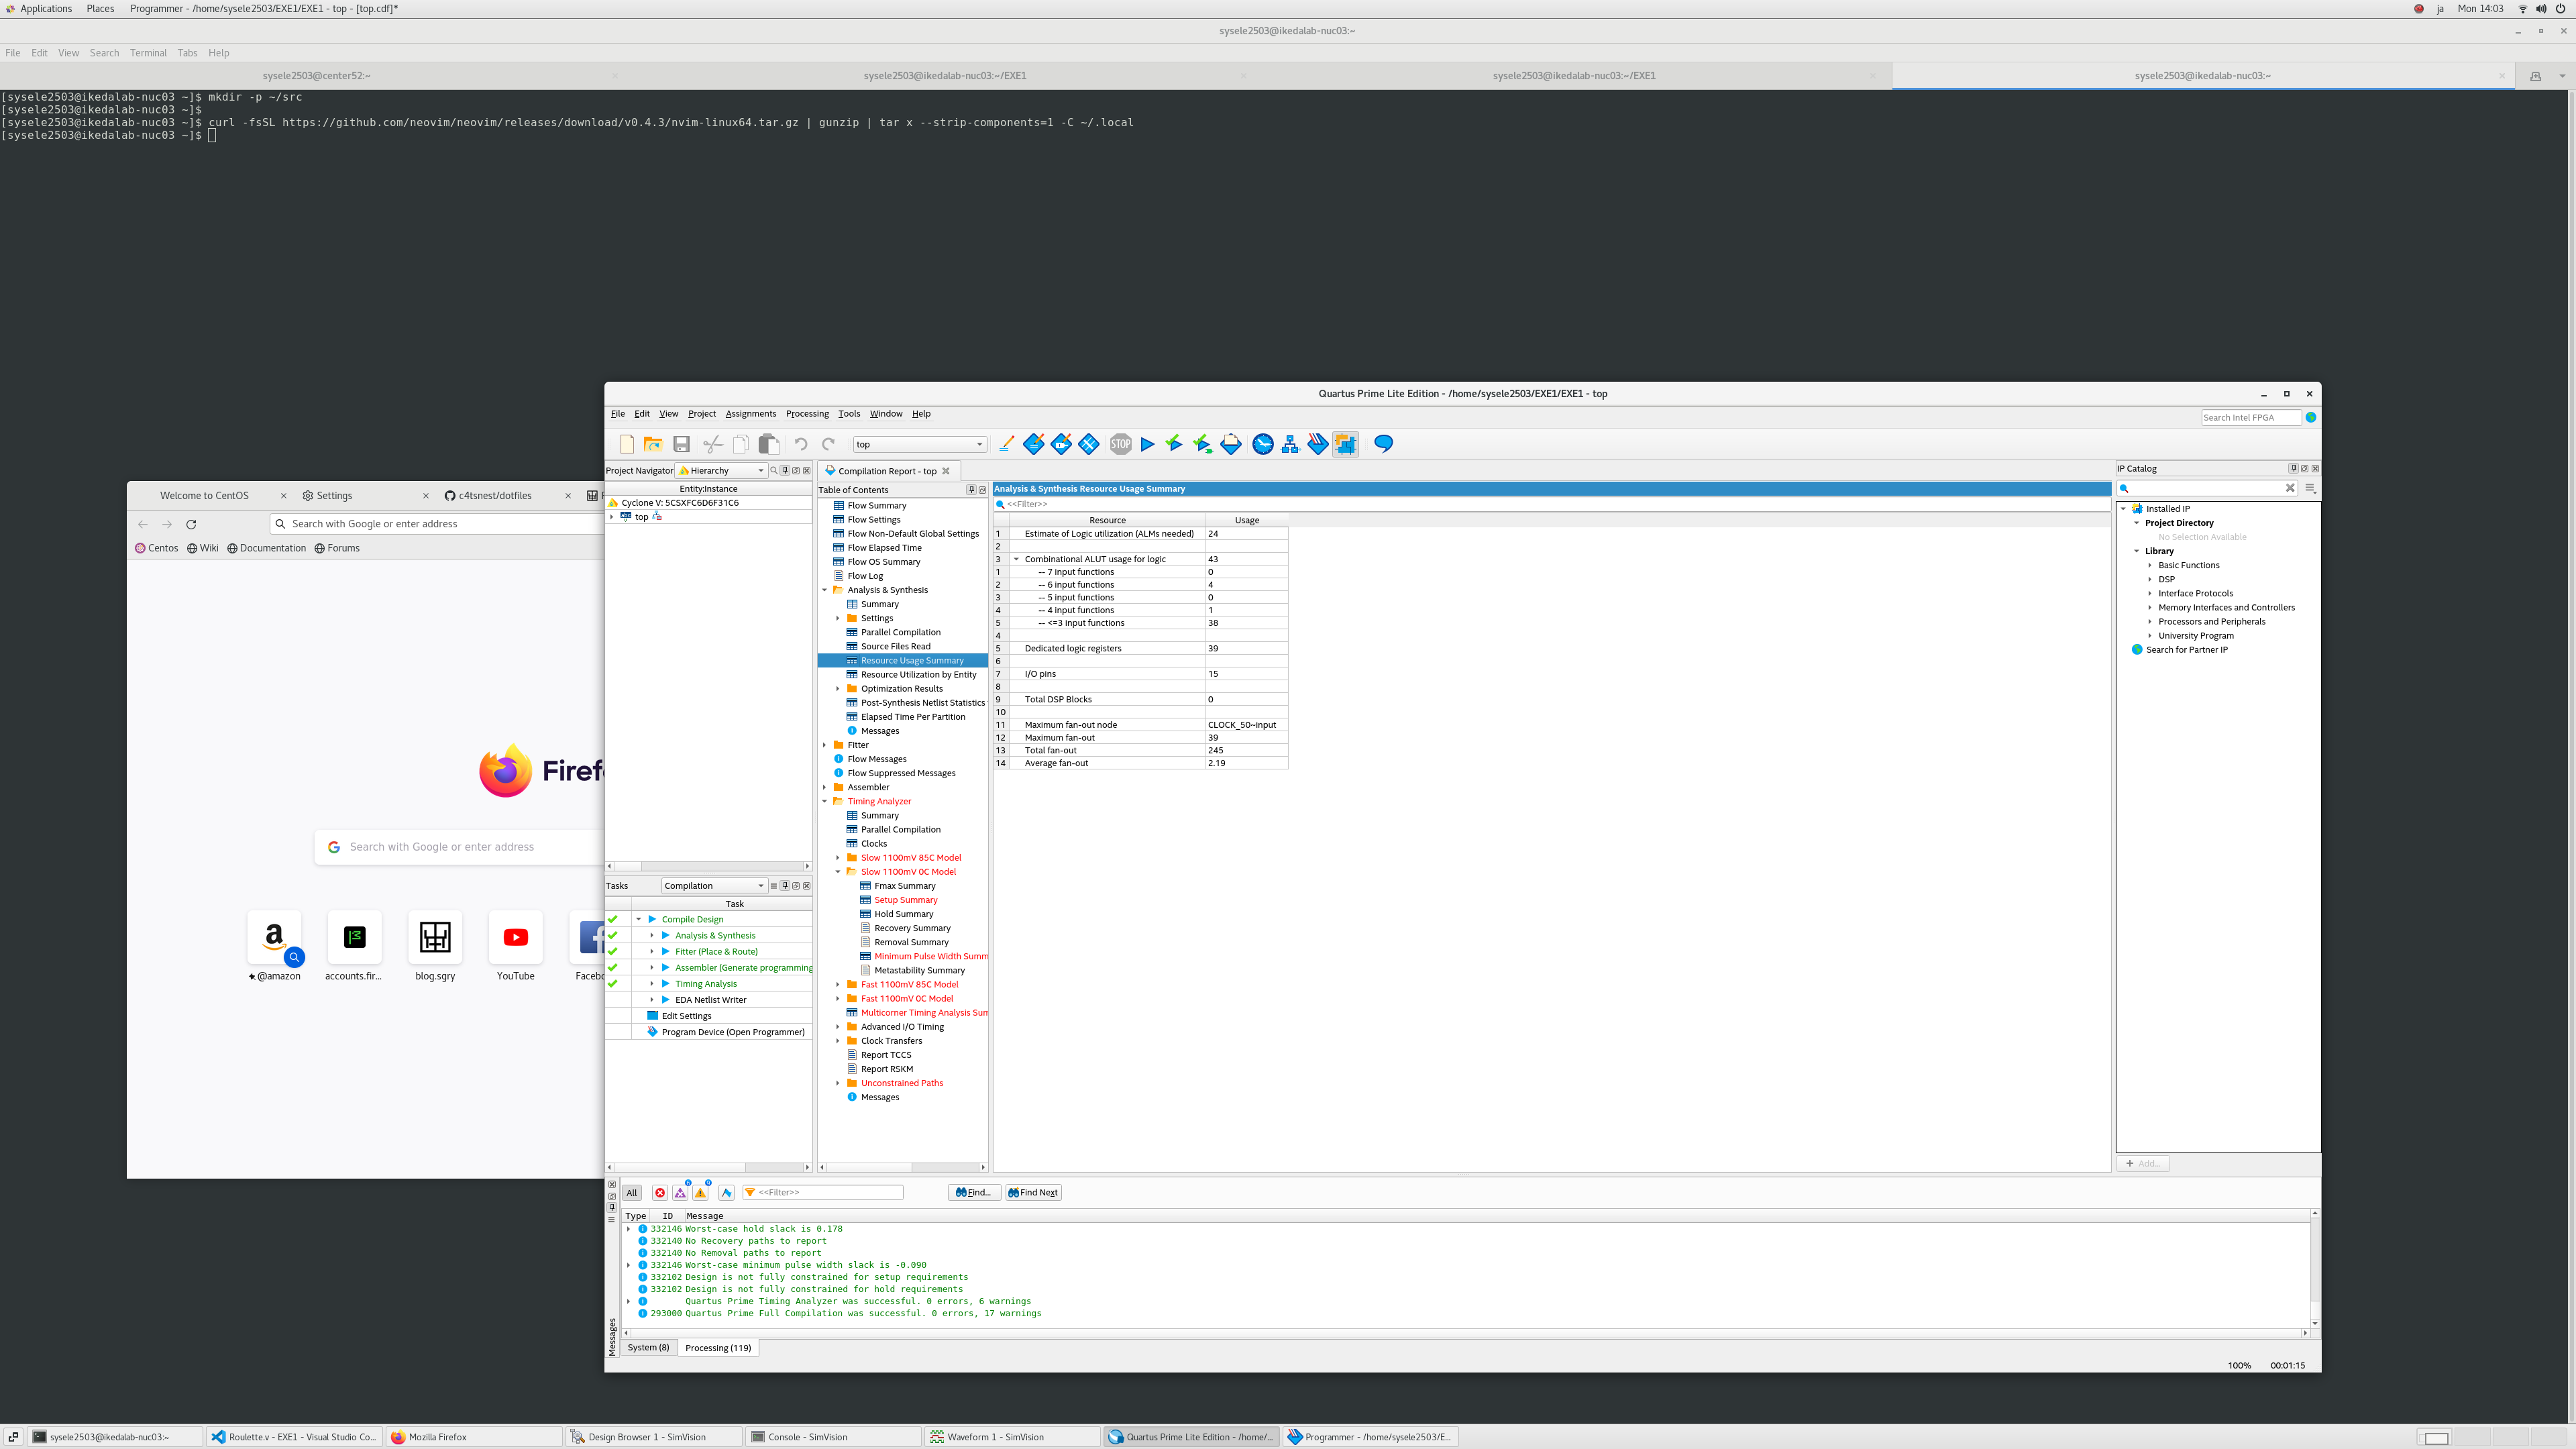 Applications Places Programmer - /home/sysele2503/EXE1/EXE1 - top - [top.cdf]* ja Mon 14:03
sysele2503@ikedalab-nuc03:~
File Edit View Search Terminal Tabs Help
sysele2503@center52:~ sysele2503@ikedalab-nuc03:~/EXE1 sysele2503@ikedalab-nuc03:~/EXE1 sysele2503@ikedalab-nuc03:~
[sysele2503@ikedalab-nuc03 ~]$ mkdir -p ~/src
[sysele2503@ikedalab-nuc03 ~]$
[sysele2503@ikedalab-nuc03 ~]$ curl -fsSL https://github.com/neovim/neovim/releases/download/v0.4.3/nvim-linux64.tar.gz | gunzip | tar x --strip-components=1 -C ~/.local
[sysele2503@ikedalab-nuc03 ~]$
Welcome to CentOS Settings c4tsnest/dotfiles
Search with Google or enter address
Centos Wiki Documentation Forums
Firef
Search with Google or enter address
@amazon accounts.fir... blog.sgry YouTube Facebo
Quartus Prime Lite Edition - /home/sysele2503/EXE1/EXE1 - top
File Edit View Project Assignments Processing Tools Window Help
Search Intel FPGA
top
STOP
Project Navigator Hierarchy
Entity:Instance
Cyclone V: 5CSXFC6D6F31C6
top
Tasks Compilation
Task
Compile Design
Analysis & Synthesis
Fitter (Place & Route)
Assembler (Generate programming
Timing Analysis
EDA Netlist Writer
Edit Settings
Program Device (Open Programmer)
Compilation Report - top
Table of Contents
Flow Summary
Flow Settings
Flow Non-Default Global Settings
Flow Elapsed Time
Flow OS Summary
Flow Log
Analysis & Synthesis
Summary
Settings
Parallel Compilation
Source Files Read
Resource Usage Summary
Resource Utilization by Entity
Optimization Results
Post-Synthesis Netlist Statistics
Elapsed Time Per Partition
Messages
Fitter
Flow Messages
Flow Suppressed Messages
Assembler
Timing Analyzer
Summary
Parallel Compilation
Clocks
Slow 1100mV 85C Model
Slow 1100mV 0C Model
Fmax Summary
Setup Summary
Hold Summary
Recovery Summary
Removal Summary
Minimum Pulse Width Summ
Metastability Summary
Fast 1100mV 85C Model
Fast 1100mV 0C Model
Multicorner Timing Analysis Sum
Advanced I/O Timing
Clock Transfers
Report TCCS
Report RSKM
Unconstrained Paths
Messages
Analysis & Synthesis Resource Usage Summary
<<Filter>>
Resource Usage
1 Estimate of Logic utilization (ALMs needed) 24
2
3 Combinational ALUT usage for logic 43
1 -- 7 input functions 0
2 -- 6 input functions 4
3 -- 5 input functions 0
4 -- 4 input functions 1
5 -- <=3 input functions 38
4
5 Dedicated logic registers 39
6
7 I/O pins 15
8
9 Total DSP Blocks 0
10
11 Maximum fan-out node CLOCK_50~input
12 Maximum fan-out 39
13 Total fan-out 245
14 Average fan-out 2.19
IP Catalog
Installed IP
Project Directory
No Selection Available
Library
Basic Functions
DSP
Interface Protocols
Memory Interfaces and Controllers
Processors and Peripherals
University Program
Search for Partner IP
+ Add...
All <<Filter>> Find... Find Next
Type ID Message
332146 Worst-case hold slack is 0.178
332140 No Recovery paths to report
332140 No Removal paths to report
332146 Worst-case minimum pulse width slack is -0.090
332102 Design is not fully constrained for setup requirements
332102 Design is not fully constrained for hold requirements
Quartus Prime Timing Analyzer was successful. 0 errors, 6 warnings
293000 Quartus Prime Full Compilation was successful. 0 errors, 17 warnings
Messages
System (8) Processing (119)
100% 00:01:15
sysele2503@ikedalab-nuc03:~ Roulette.v - EXE1 - Visual Studio Co... Mozilla Firefox Design Browser 1 - SimVision Console - SimVision Waveform 1 - SimVision Quartus Prime Lite Edition - /home/... Programmer - /home/sysele2503/E...